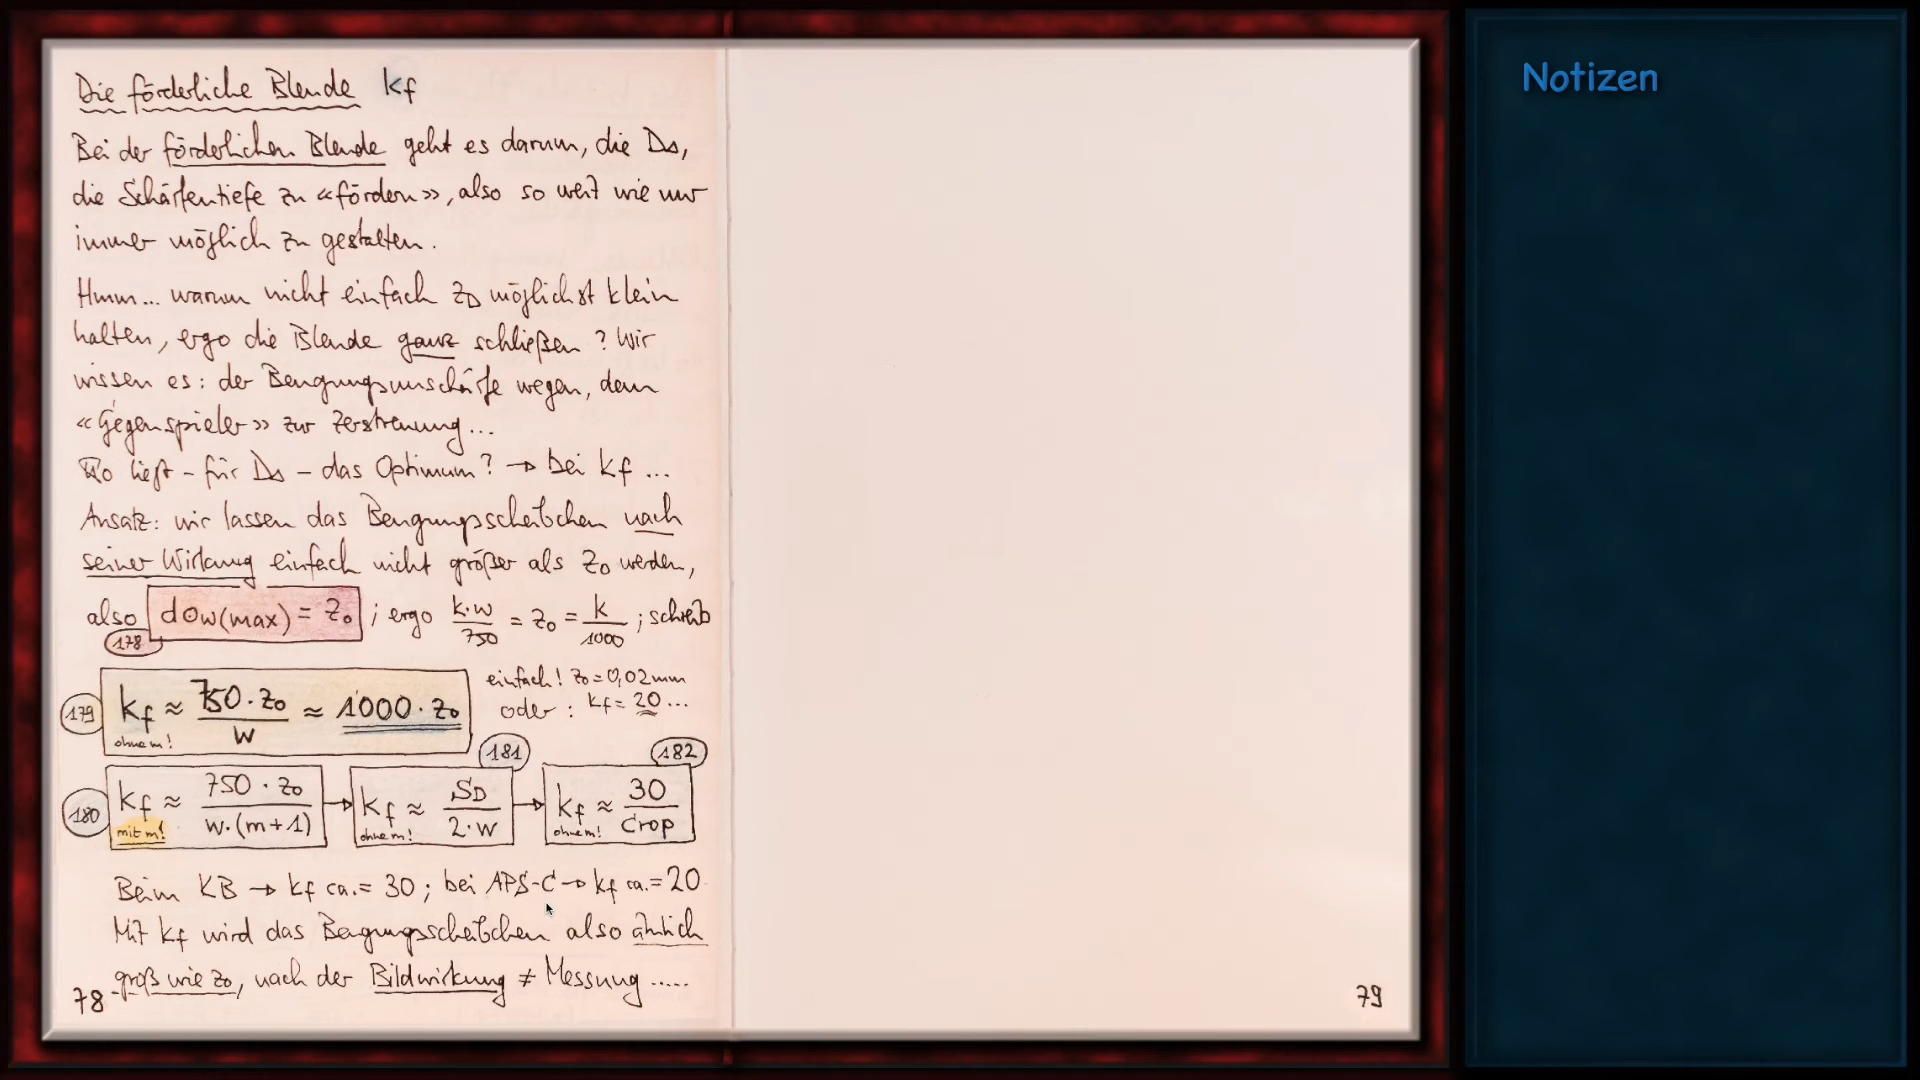 Die förderliche Blende kf
Bei der förderlichen Blende geht es darum, die Ds,
die Schärfentiefe zu «fördern», also so weit wie nur
immer möglich zu gestalten.
Hmm... warum nicht einfach ZD möglichst klein
halten, ergo die Blende ganz schließen? Wir
wissen es: der Beugungsunschärfe wegen, dem
«Gegenspieler» zur Zerstreuung...
Wo liegt - für Ds - das Optimum? → bei kf ...
Ansatz: wir lassen das Beugungsscheibchen nach
seiner Wirkung einfach nicht größer als Z0 werden,
also dOw(max) = Z0 ; ergo k·w/750 = Z0 = k/1000 ; schreib
178
einfach! Z0 = 0,02mm
oder : kf = 20 ...
179 kf ≈ 750·Z0/w ≈ 1000·Z0
ohne m!
181 182
180 kf ≈ 750·Z0/w·(m+1) → kf ≈ SD/2·w → kf ≈ 30/Crop
mit m! ohne m! ohne m!
Beim KB → kf ca. = 30 ; bei APS-C → kf ca. = 20
Mit kf wird das Beugungsscheibchen also ähnlich
groß wie Z0, nach der Bildwirkung ≠ Messung .....
78
79
Notizen